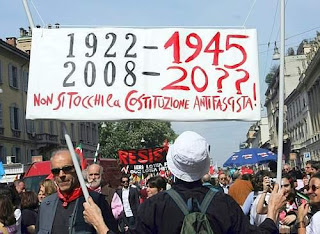 1922-1945
2008-20??
NON SI TOCCHI la COSTITUZIONE ANTIFASCISTA!
RESIST